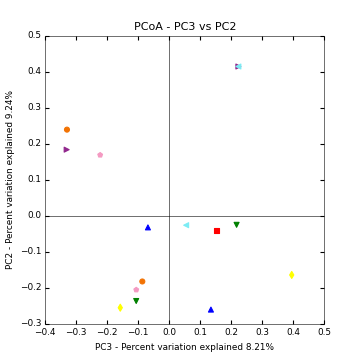 PCoA - PC3 vs PC2
PC2 - Percent variation explained 9.24%
0.5
0.4
0.3
0.2
0.1
0.0
−0.1
−0.2
−0.3
−0.4 −0.3 −0.2 −0.1 0.0 0.1 0.2 0.3 0.4 0.5
PC3 - Percent variation explained 8.21%